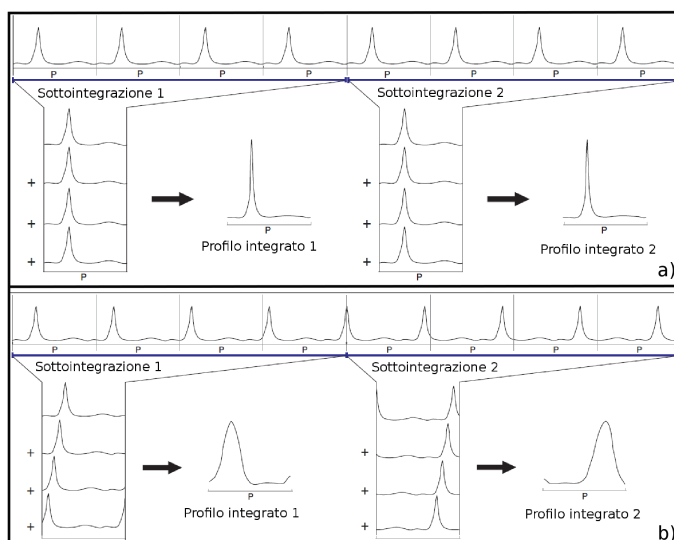 P P P P P P P P
Sottointegrazione 1 Sottointegrazione 2
+ +
+ +
+ +
P P
Profilo integrato 1 Profilo integrato 2
P P
a)
P P P P P P P P
Sottointegrazione 1 Sottointegrazione 2
+ +
+ +
P P
Profilo integrato 1 Profilo integrato 2
+ +
b)